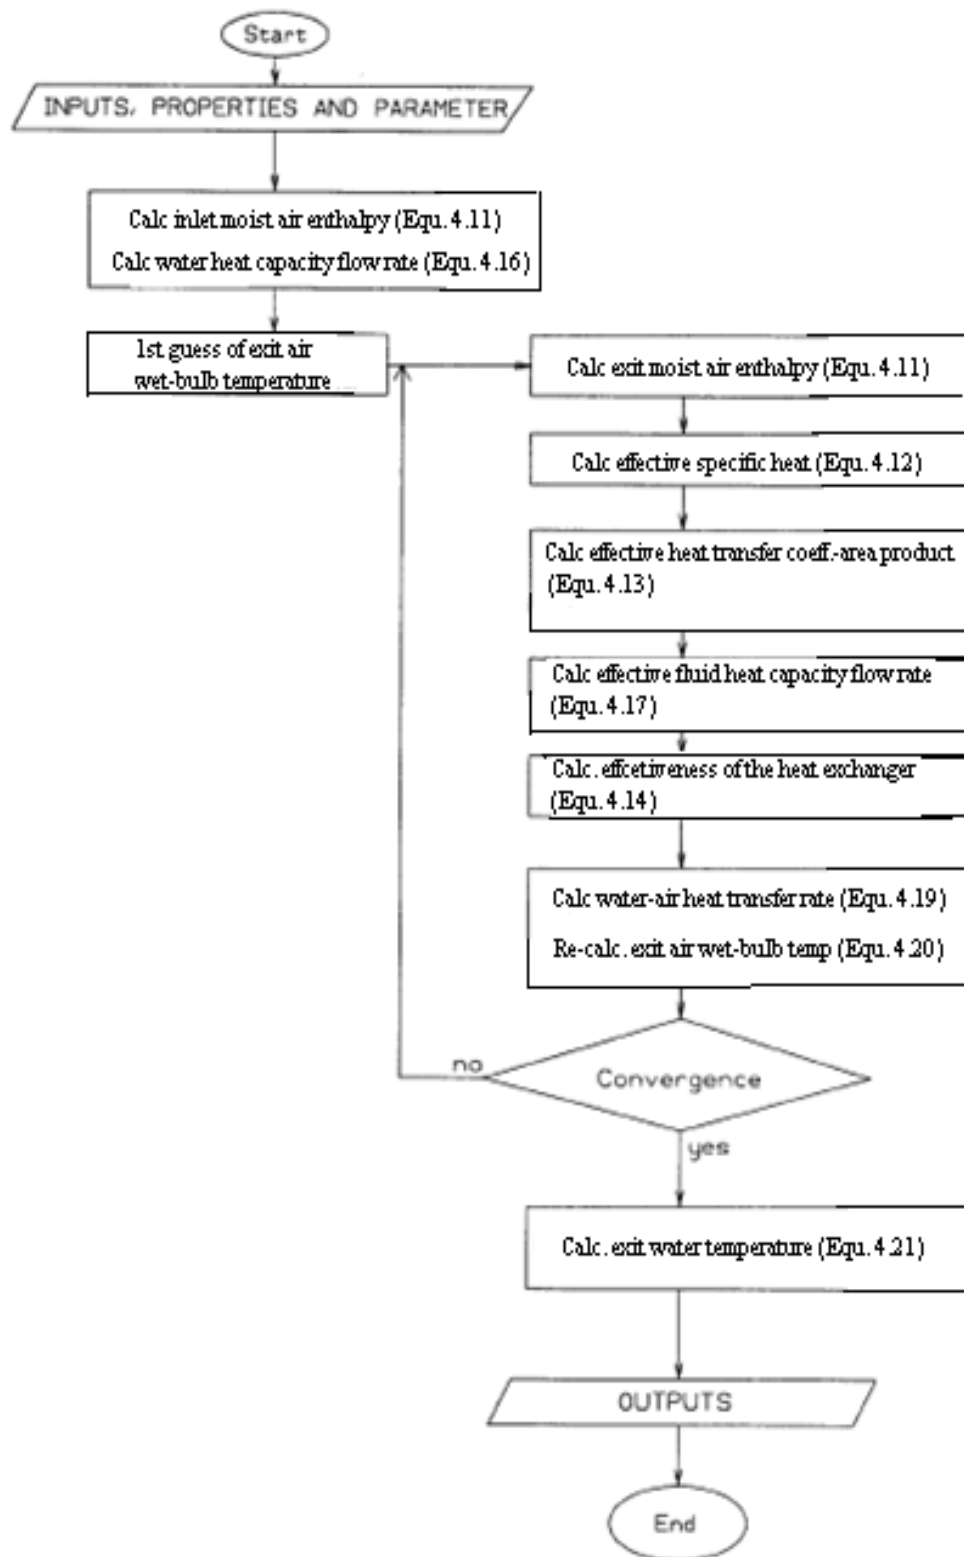 Start
INPUTS, PROPERTIES AND PARAMETER
Calc inlet moist air enthalpy (Equ. 4.11)
Calc water heat capacity flow rate (Equ. 4.16)
1st guess of exit air
wet-bulb temperature
Calc exit moist air enthalpy (Equ. 4.11)
Calc effective specific heat (Equ. 4.12)
Calc effective heat transfer coeff.-area product
(Equ. 4.13)
Calc effective fluid heat capacity flow rate
(Equ. 4.17)
Calc. effcetiveness of the heat exchanger
(Equ. 4.14)
Calc water-air heat transfer rate (Equ. 4.19)
Re-calc. exit air wet-bulb temp (Equ. 4.20)
no
Convergence
yes
Calc. exit water temperature (Equ. 4.21)
OUTPUTS
End